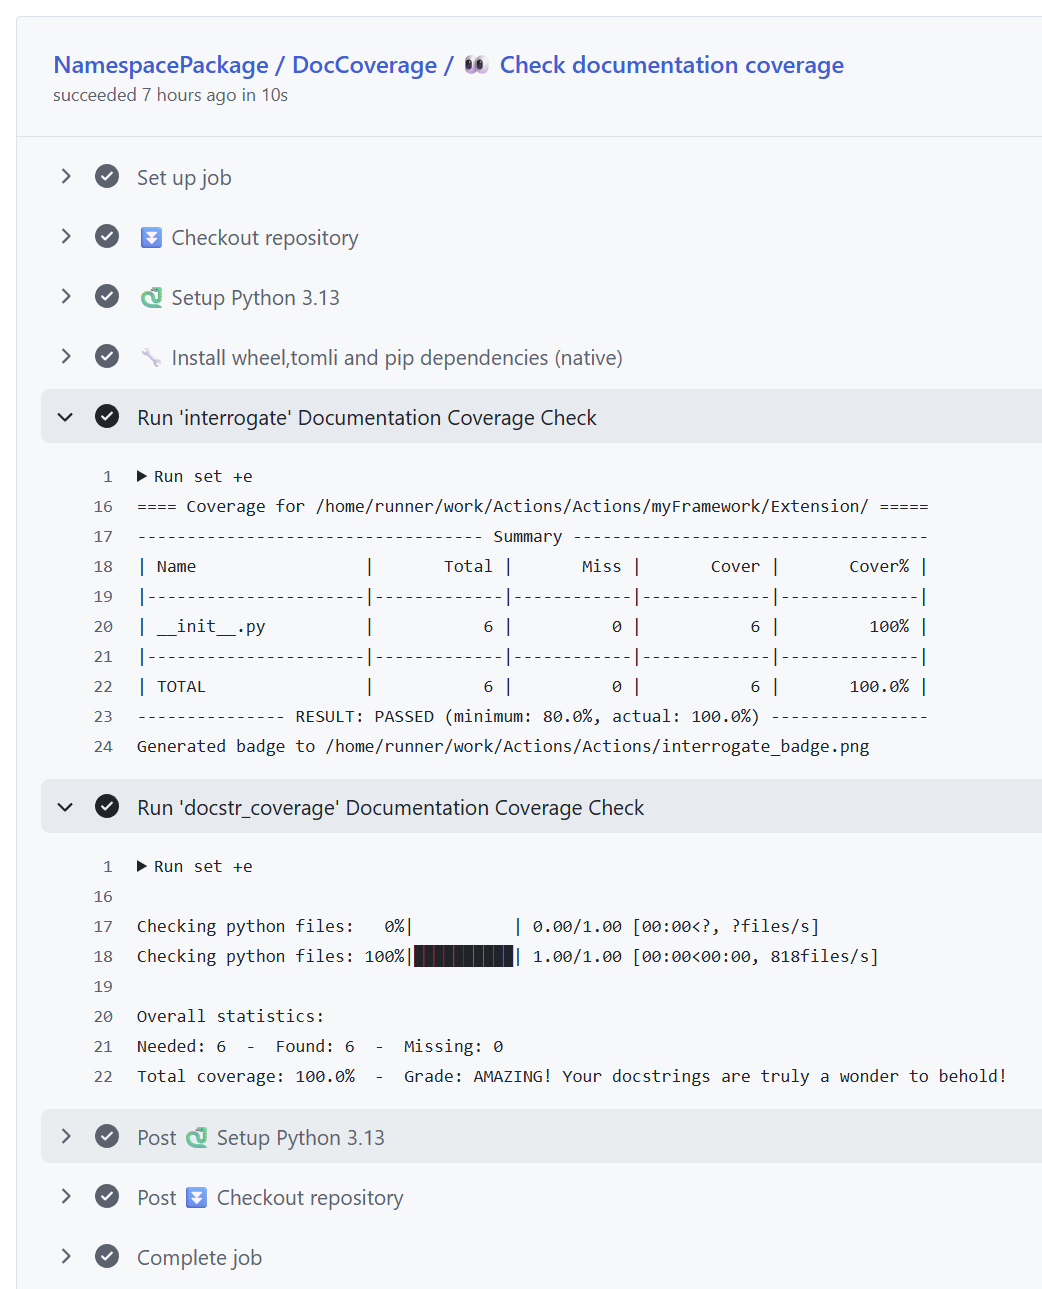 NamespacePackage / DocCoverage / 👀 Check documentation coverage
succeeded 7 hours ago in 10s
Set up job
⏬ Checkout repository
🐍 Setup Python 3.13
🔧 Install wheel,tomli and pip dependencies (native)
Run 'interrogate' Documentation Coverage Check
1 ▶ Run set +e
16 ==== Coverage for /home/runner/work/Actions/Actions/myFramework/Extension/ =====
17 ----------------------------------- Summary ------------------------------------
18 | Name                 |       Total |       Miss |       Cover |       Cover% |
19 |----------------------|-------------|------------|-------------|--------------|
20 | __init__.py          |           6 |          0 |           6 |         100% |
21 |----------------------|-------------|------------|-------------|--------------|
22 | TOTAL                |           6 |          0 |           6 |       100.0% |
23 --------------- RESULT: PASSED (minimum: 80.0%, actual: 100.0%) ----------------
24 Generated badge to /home/runner/work/Actions/Actions/interrogate_badge.png
Run 'docstr_coverage' Documentation Coverage Check
1 ▶ Run set +e
16
17 Checking python files:   0%|          | 0.00/1.00 [00:00<?, ?files/s]
18 Checking python files: 100%|██████████| 1.00/1.00 [00:00<00:00, 818files/s]
19
20 Overall statistics:
21 Needed: 6  -  Found: 6  -  Missing: 0
22 Total coverage: 100.0%  -  Grade: AMAZING! Your docstrings are truly a wonder to behold!
Post 🐍 Setup Python 3.13
Post ⏬ Checkout repository
Complete job